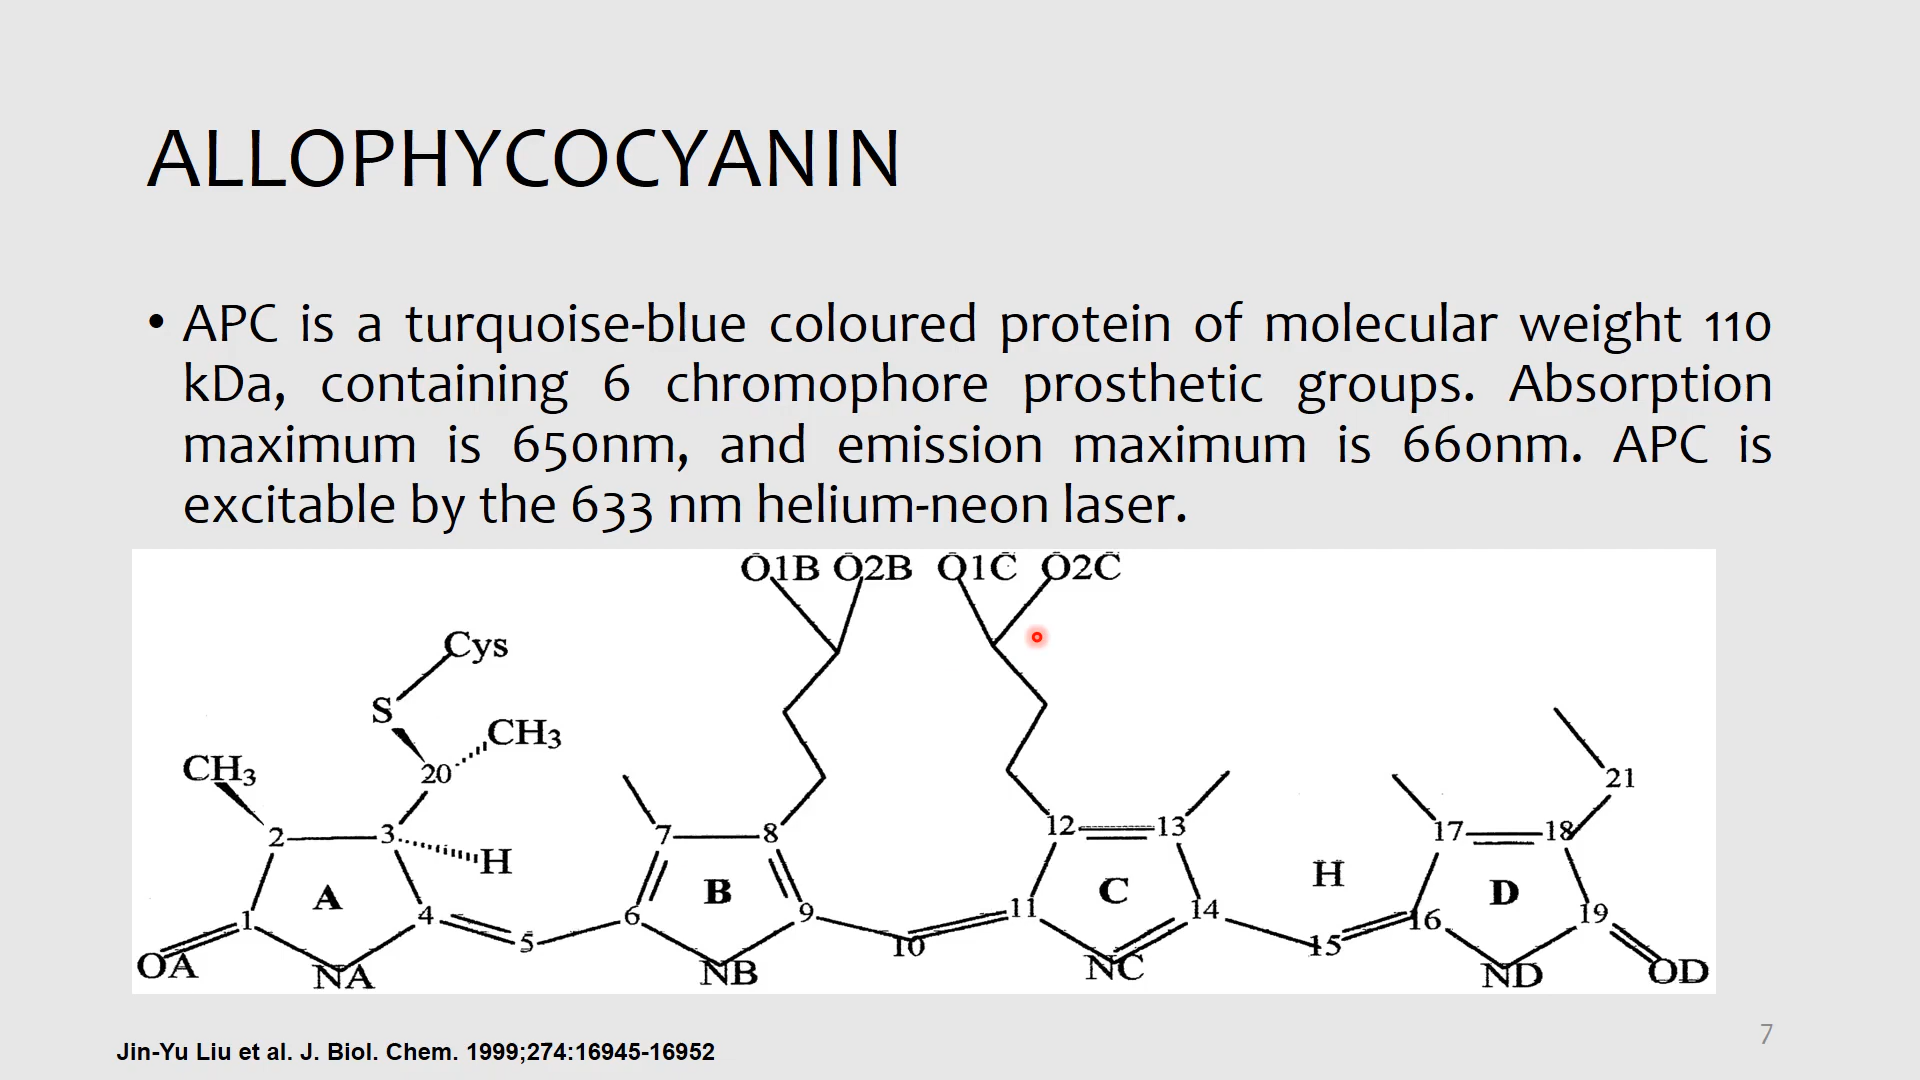 ALLOPHYCOCYANIN
• APC is a turquoise-blue coloured protein of molecular weight 110
kDa, containing 6 chromophore prosthetic groups. Absorption
maximum is 650nm, and emission maximum is 660nm. APC is
excitable by the 633 nm helium-neon laser.
O1B O2B O1C O2C
Cys
S
CH3
CH3
20
21
2 3 7 8 12 13 17 18
H
H
A B C D
1 4 5 6 9 10 11 14 15 16 19
OA NA NB NC ND OD
Jin-Yu Liu et al. J. Biol. Chem. 1999;274:16945-16952
7